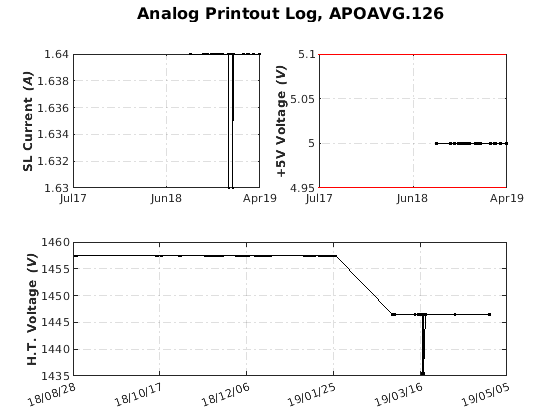 Analog Printout Log, APOAVG.126
SL Current (A)
1.64
1.638
1.636
1.634
1.632
1.63
Jul17 Jun18 Apr19
+5V Voltage (V)
5.1
5.05
5
4.95
Jul17 Jun18 Apr19
H.T. Voltage (V)
1460
1455
1450
1445
1440
1435
18/08/28 18/10/17 18/12/06 19/01/25 19/03/16 19/05/05